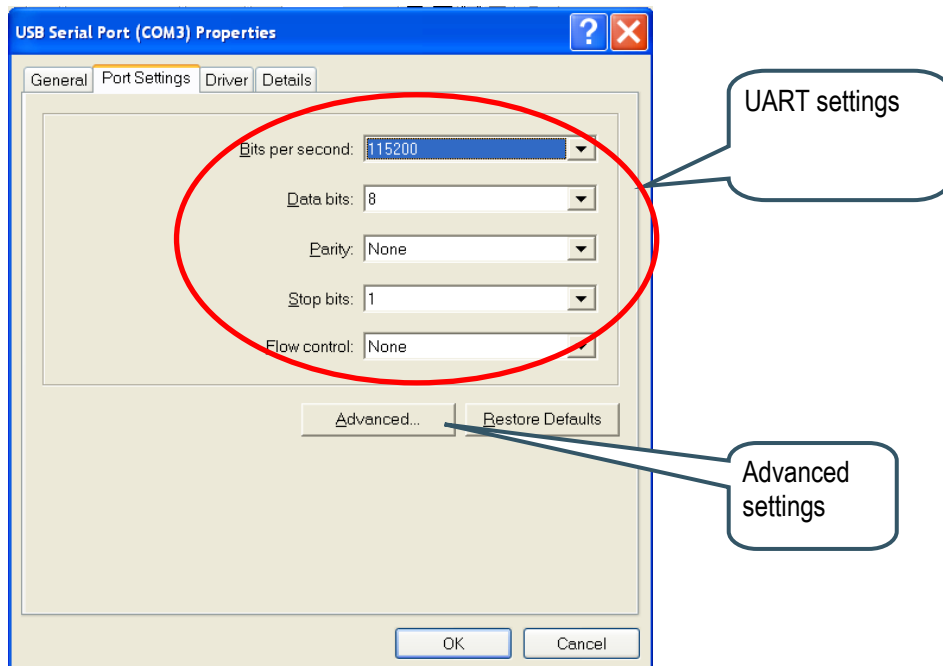 USB Serial Port (COM3) Properties
General Port Settings Driver Details
UART settings
Bits per second: 115200
Data bits: 8
Parity: None
Stop bits: 1
Flow control: None
Advanced... Restore Defaults
Advanced
settings
OK Cancel